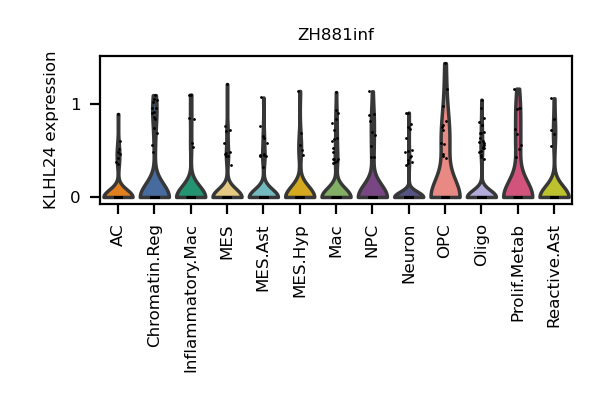 ZH881inf
KLHL24 expression
1
0
AC
Chromatin.Reg
Inflammatory.Mac
MES
MES.Ast
MES.Hyp
Mac
NPC
Neuron
OPC
Oligo
Prolif.Metab
Reactive.Ast